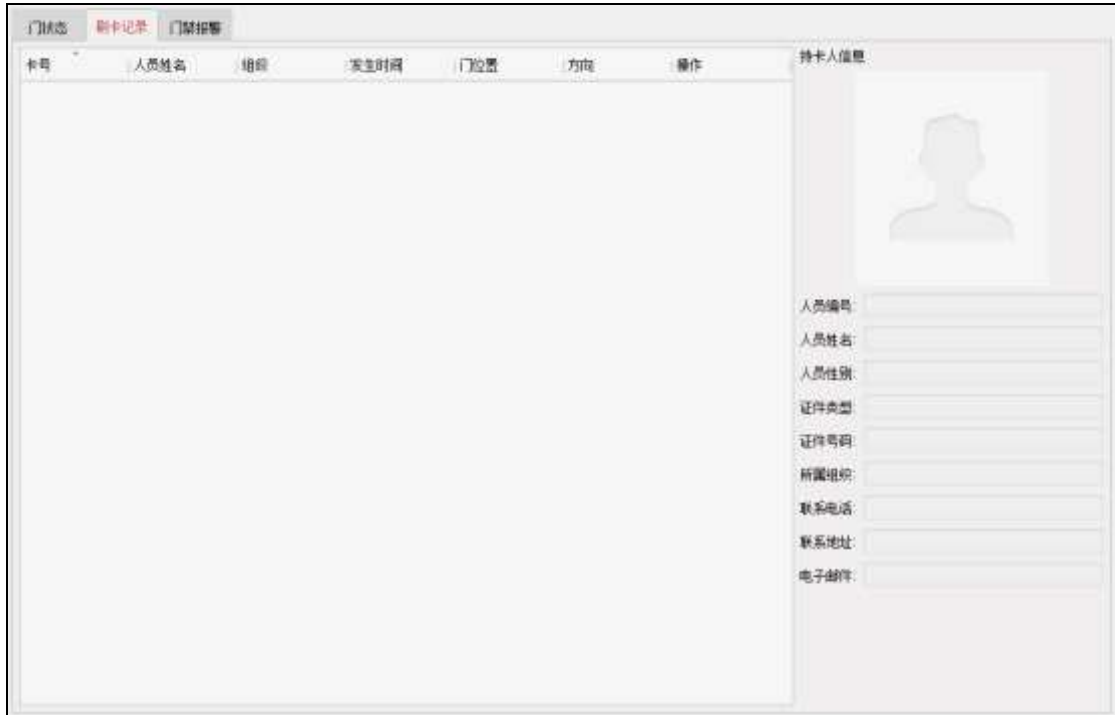 门状态 刷卡记录 门禁报警
卡号 人员姓名 组织 发生时间 门位置 方向 操作
持卡人信息
人员编号:
人员姓名:
人员性别:
证件类型:
证件号码:
所属组织:
联系电话:
联系地址:
电子邮件: